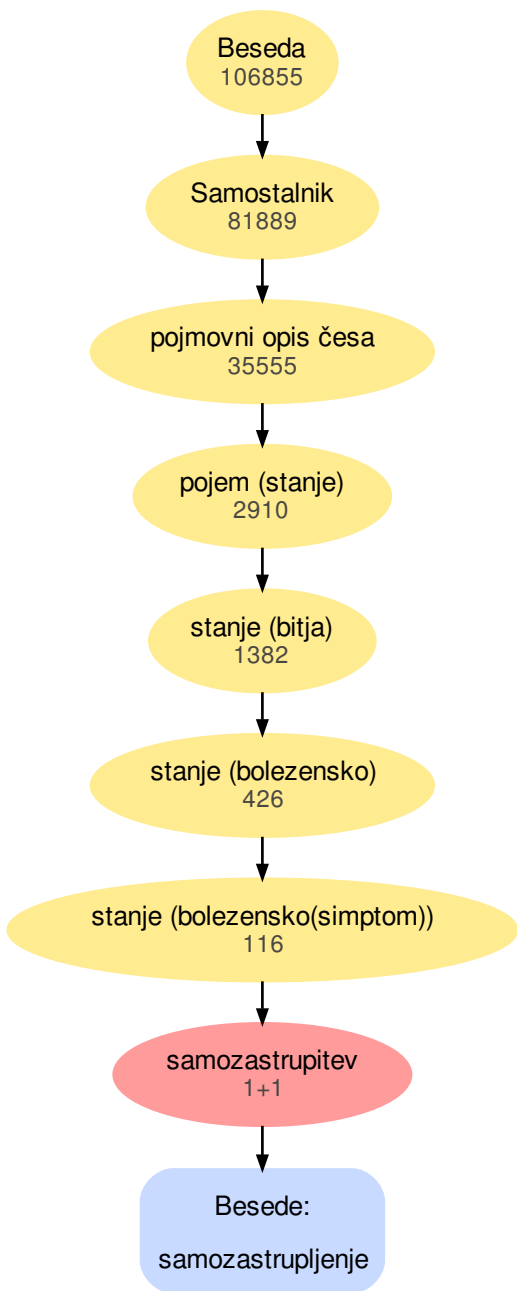 Beseda
106855
Samostalnik
81889
pojmovni opis česa
35555
pojem (stanje)
2910
stanje (bitja)
1382
stanje (bolezensko)
426
stanje (bolezensko(simptom))
116
samozastrupitev
1+1
Besede:
samozastrupljenje